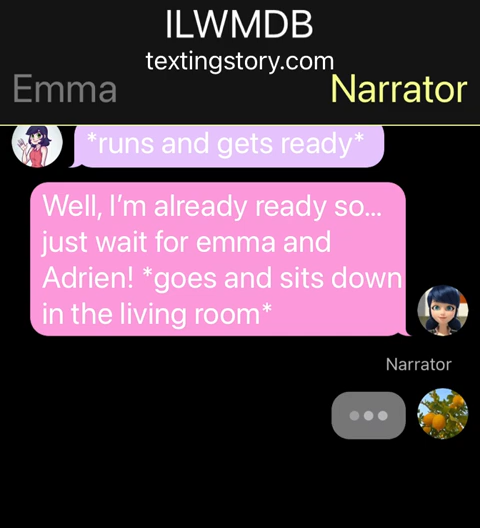 ILWMDB
textingstory.com
Emma
Narrator
*runs and gets ready*
Well, I’m already ready so...
just wait for emma and
Adrien! *goes and sits down
in the living room*
Narrator